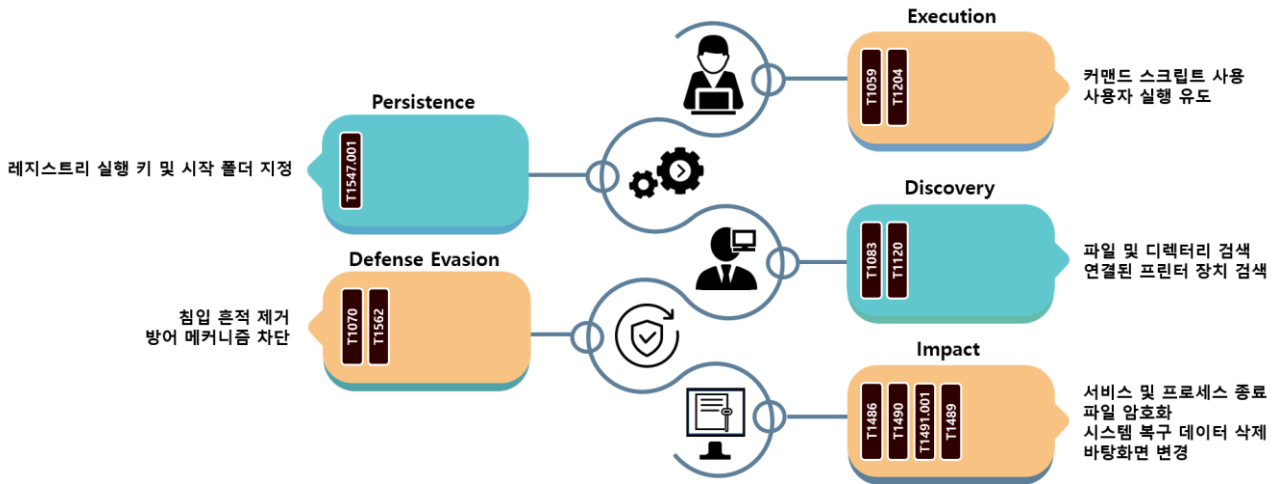 Execution
T1059
T1204
커맨드 스크립트 사용
사용자 실행 유도
Persistence
T1547.001
레지스트리 실행 키 및 시작 폴더 지정
Discovery
T1083
T1120
파일 및 디렉터리 검색
연결된 프린터 장치 검색
Defense Evasion
T1070
T1562
침입 흔적 제거
방어 메커니즘 차단
Impact
T1486
T1490
T1491.001
T1489
서비스 및 프로세스 종료
파일 암호화
시스템 복구 데이터 삭제
바탕화면 변경